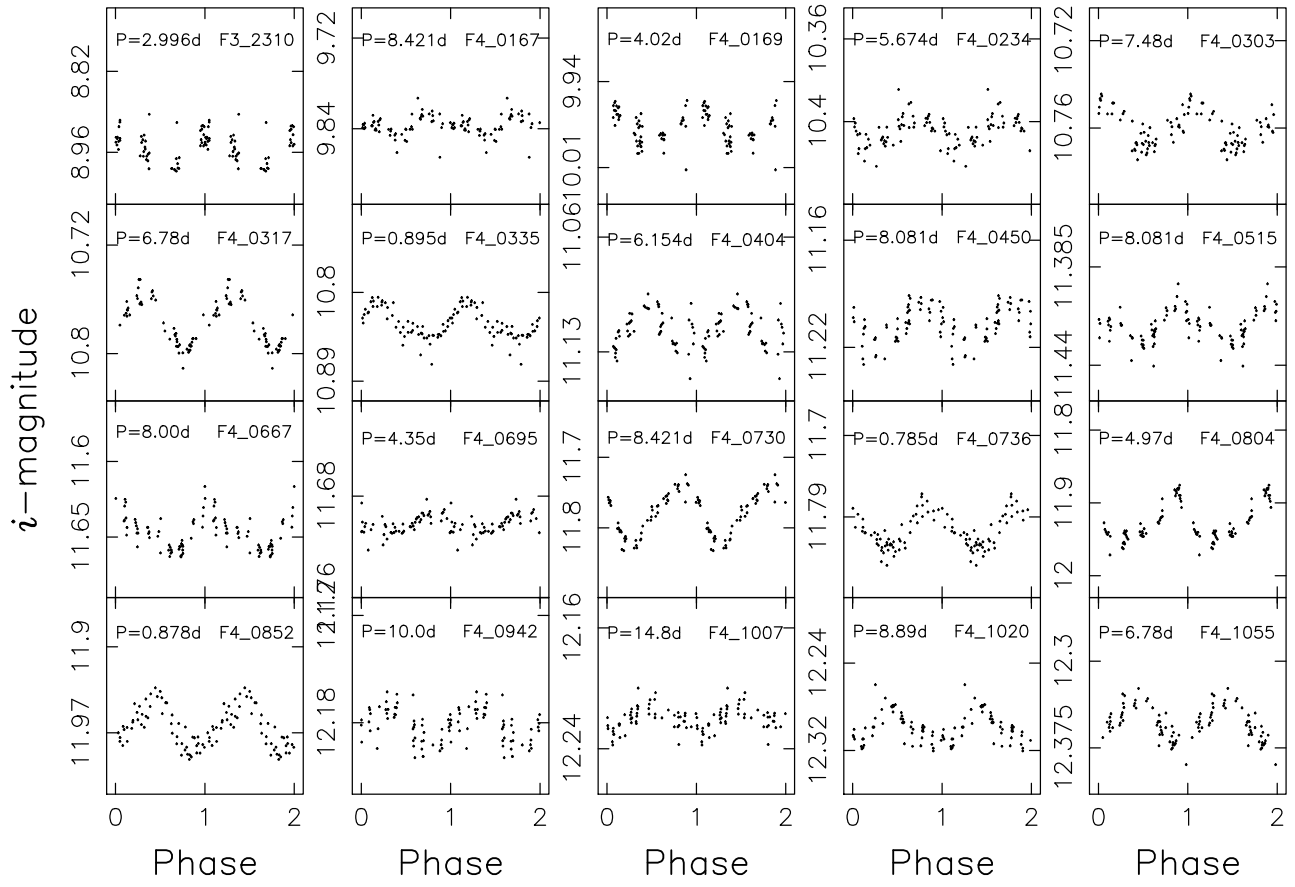 P=2.996d F3_2310
P=8.421d F4_0167
P=4.02d F4_0169
P=5.674d F4_0234
P=7.48d F4_0303
8.82
8.96
9.72
9.84
9.94
10.01
10.36
10.4
10.72
10.76
P=6.78d F4_0317
P=0.895d F4_0335
P=6.154d F4_0404
P=8.081d F4_0450
P=8.081d F4_0515
10.72
10.8
10.8
10.89
11.06
11.13
11.16
11.22
11.385
11.44
i-magnitude
P=8.00d F4_0667
P=4.35d F4_0695
P=8.421d F4_0730
P=0.785d F4_0736
P=4.97d F4_0804
11.6
11.65
11.68
11.76
11.7
11.8
11.7
11.79
11.8
11.9
12
P=0.878d F4_0852
P=10.0d F4_0942
P=14.8d F4_1007
P=8.89d F4_1020
P=6.78d F4_1055
11.9
11.97
12.18
12.16
12.24
12.24
12.32
12.3
12.375
0 1 2 0 1 2 0 1 2 0 1 2 0 1 2
Phase Phase Phase Phase Phase